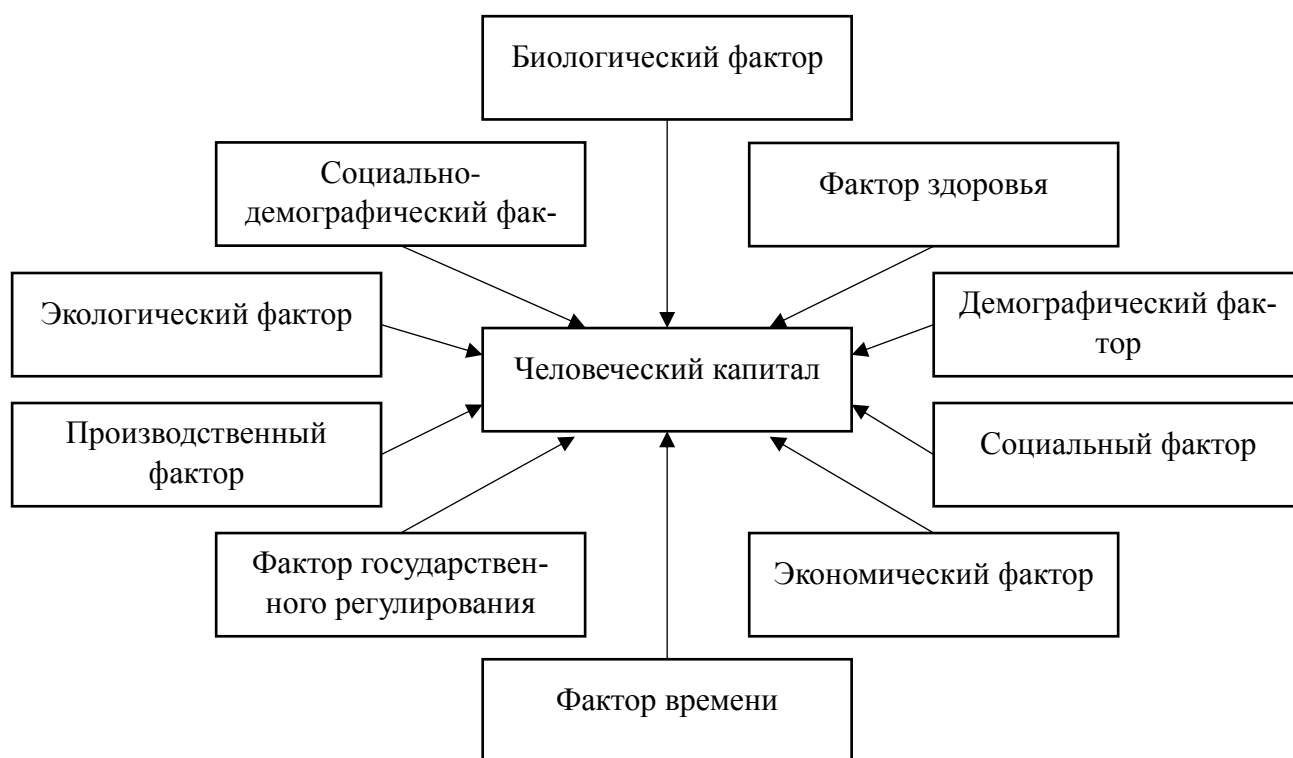 Биологический фактор
Социально-
демографический фак-
Фактор здоровья
Экологический фактор
Демографический фак-
тор
Человеческий капитал
Производственный
фактор
Социальный фактор
Фактор государствен-
ного регулирования
Экономический фактор
Фактор времени